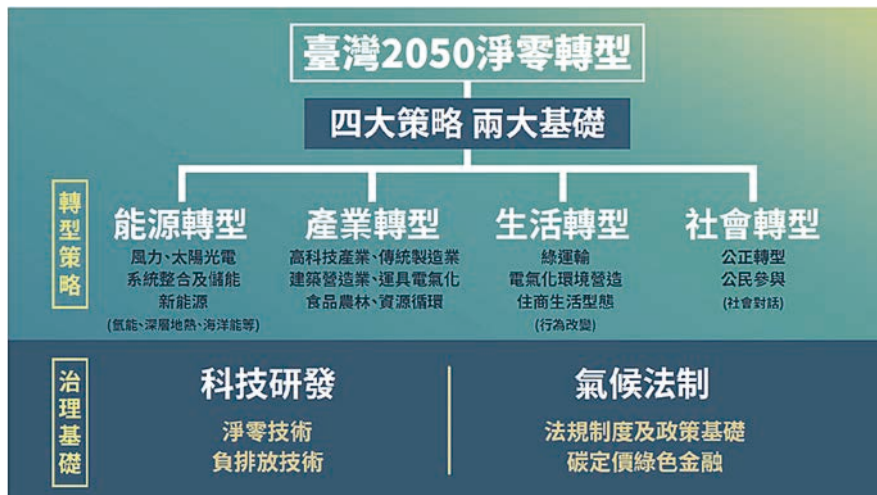 臺灣2050淨零轉型
四大策略 兩大基礎
轉型策略
能源轉型
風力、太陽光電
系統整合及儲能
新能源
(氫能、深層地熱、海洋能等)
產業轉型
高科技產業、傳統製造業
建築營造業、運具電氣化
食品農林、資源循環
生活轉型
綠運輸
電氣化環境營造
住商生活型態
(行為改變)
社會轉型
公正轉型
公民參與
(社會對話)
治理基礎
科技研發
淨零技術
負排放技術
氣候法制
法規制度及政策基礎
碳定價綠色金融